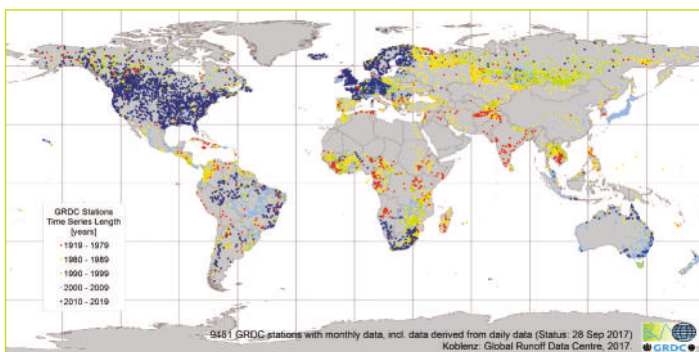 GRDC Stations
Time Series Length
[years]
1919 - 1979
1980 - 1989
1990 - 1999
2000 - 2009
2010 - 2019
9481 GRDC stations with monthly data, incl. data derived from daily data (Status: 28 Sep 2017)
Koblenz: Global Runoff Data Centre, 2017.
GRDC